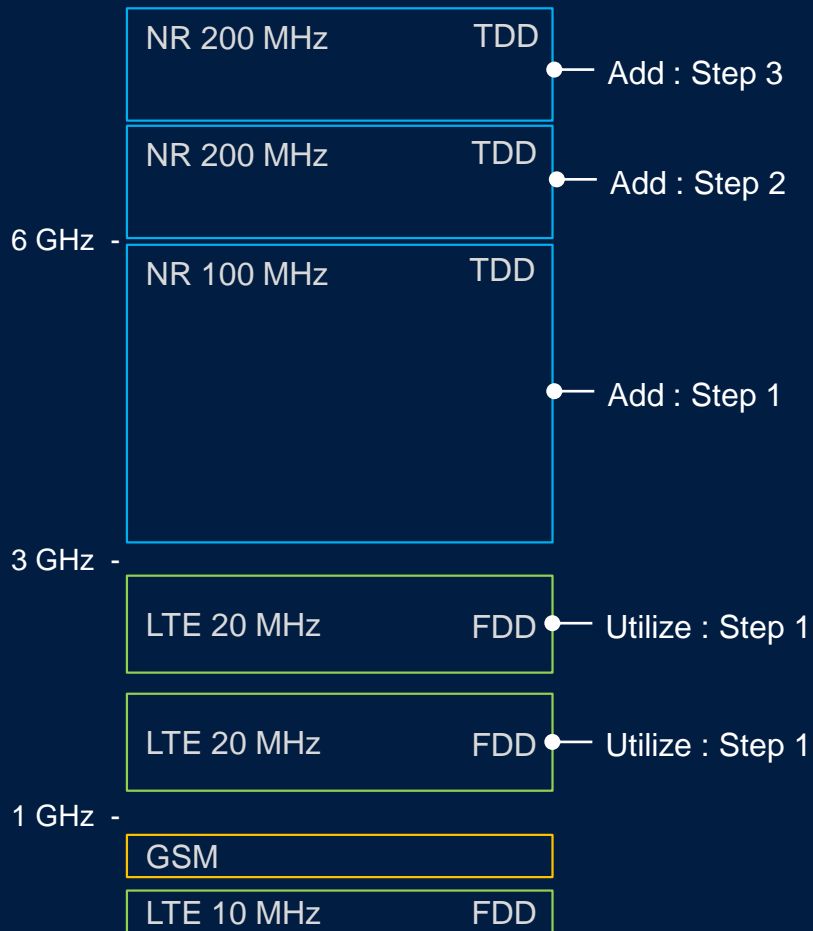 NR 200 MHz TDD
Add : Step 3
NR 200 MHz TDD
Add : Step 2
6 GHz -
NR 100 MHz TDD
Add : Step 1
3 GHz -
LTE 20 MHz FDD
Utilize : Step 1
LTE 20 MHz FDD
Utilize : Step 1
1 GHz -
GSM
LTE 10 MHz FDD